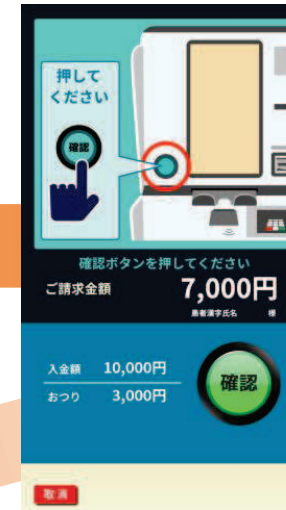 押して
ください
確認
確認ボタンを押してください
ご請求金額 7,000円
患者漢字氏名 様
入金額 10,000円
おつり 3,000円
確認
取消